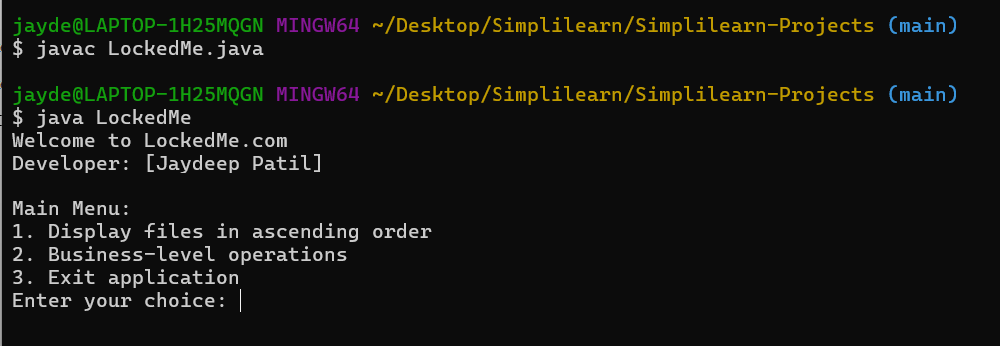 jayde@LAPTOP-1H25MQGN MINGW64 ~/Desktop/Simplilearn/Simplilearn-Projects (main)
$ javac LockedMe.java
jayde@LAPTOP-1H25MQGN MINGW64 ~/Desktop/Simplilearn/Simplilearn-Projects (main)
$ java LockedMe
Welcome to LockedMe.com
Developer: [Jaydeep Patil]
Main Menu:
1. Display files in ascending order
2. Business-level operations
3. Exit application
Enter your choice: